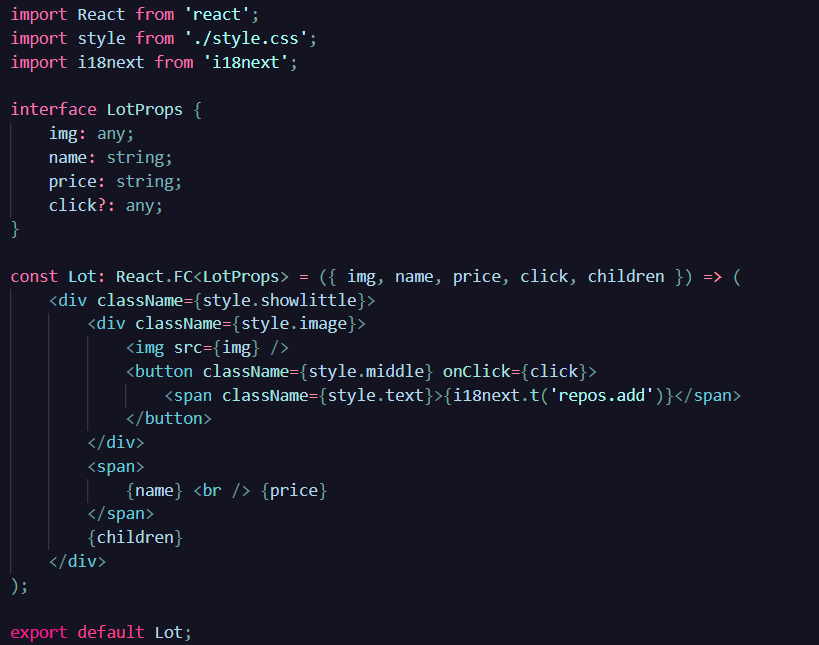 import React from 'react';
import style from './style.css';
import i18next from 'i18next';

interface LotProps {
    img: any;
    name: string;
    price: string;
    click?: any;
}

const Lot: React.FC<LotProps> = ({ img, name, price, click, children }) => (
    <div className={style.showlittle}>
        <div className={style.image}>
            <img src={img} />
            <button className={style.middle} onClick={click}>
                <span className={style.text}>{i18next.t('repos.add')}</span>
            </button>
        </div>
        <span>
            {name} <br /> {price}
        </span>
        {children}
    </div>
);

export default Lot;